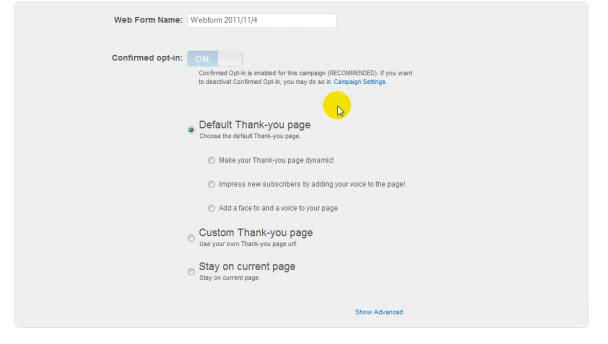 Web Form Name: Webform 2011/11/4
Confirmed opt-in: ON
Confirmed Opt-In is enabled for this campaign (RECOMMENDED). If you want
to deactivat Confirmed Opt-In, you may do so in Campaign Settings.
Default Thank-you page
Choose the default Thank-you page.
Make your Thank-you page dynamic!
Impress new subscribers by adding your voice to the page!
Add a face to and a voice to your page
Custom Thank-you page
Use your own Thank-you page url!
Stay on current page
Stay on current page.
Show Advanced